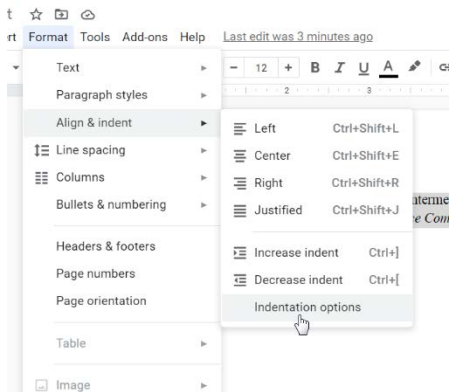 Format Tools Add-ons Help Last edit was 3 minutes ago
12 B I U A
2 3
Text
Paragraph styles
Align & indent
Line spacing
Columns
Bullets & numbering
Headers & footers
Page numbers
Page orientation
Table
Image
Left Ctrl+Shift+L
Center Ctrl+Shift+E
Right Ctrl+Shift+R
Justified Ctrl+Shift+J
Increase indent Ctrl+]
Decrease indent Ctrl+[
Indentation options